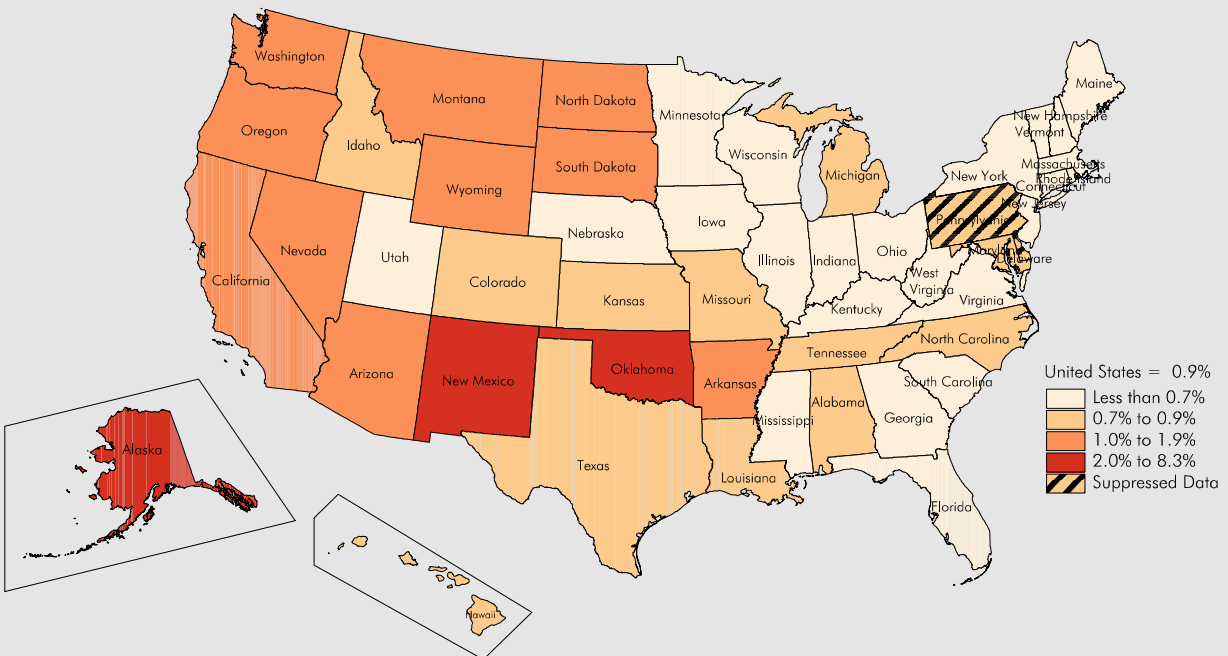 Washington
Montana
North Dakota
Minnesota
Maine
Oregon
Idaho
South Dakota
Wisconsin
New Hampshire
Vermont
Wyoming
Michigan
New York
Massachusetts
Rhode Island
Connecticut
New Jersey
Nevada
Utah
Nebraska
Iowa
Pennsylvania
California
Colorado
Kansas
Missouri
Illinois
Indiana
Ohio
West
Virginia
Virginia
Maryland
Delaware
Kentucky
Arizona
New Mexico
Oklahoma
Arkansas
Tennessee
North Carolina
South Carolina
Texas
Louisiana
Mississippi
Alabama
Georgia
Florida
Alaska
Hawaii
United States = 0.9%
Less than 0.7%
0.7% to 0.9%
1.0% to 1.9%
2.0% to 8.3%
Suppressed Data